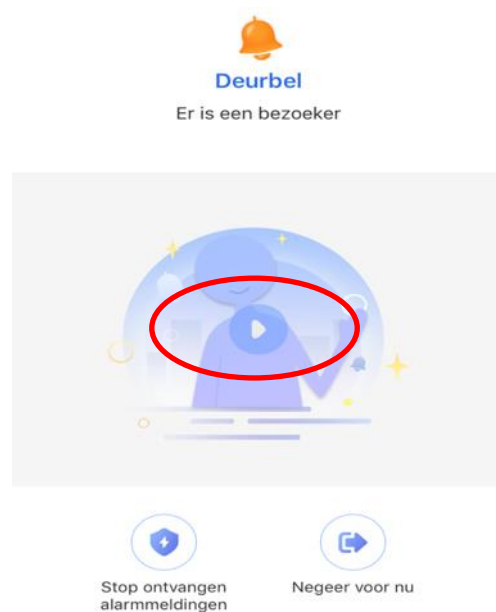 Deurbel
Er is een bezoeker
Stop ontvangen
alarmmeldingen
Negeer voor nu